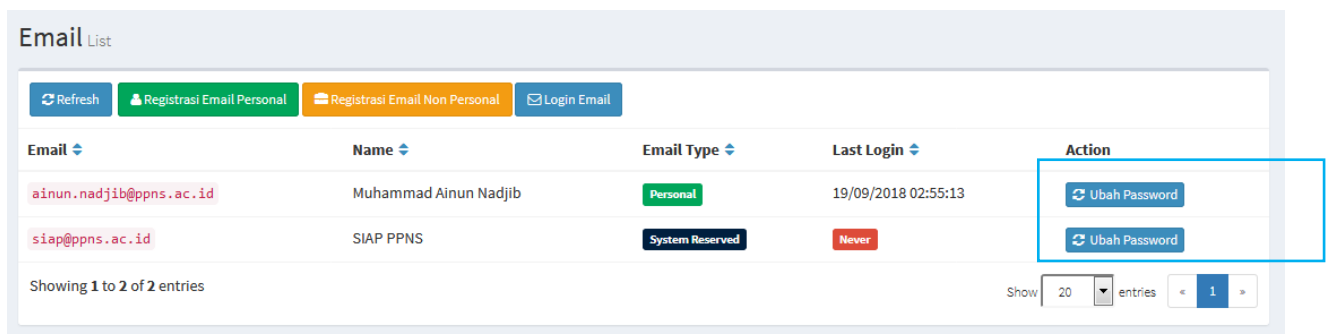 Email List
Refresh Registrasi Email Personal Registrasi Email Non Personal Login Email
Email Name Email Type Last Login Action
ainun.nadjib@ppns.ac.id Muhammad Ainun Nadjib Personal 19/09/2018 02:55:13 Ubah Password
siap@ppns.ac.id SIAP PPNS System Reserved Never Ubah Password
Showing 1 to 2 of 2 entries Show 20 entries « 1 »